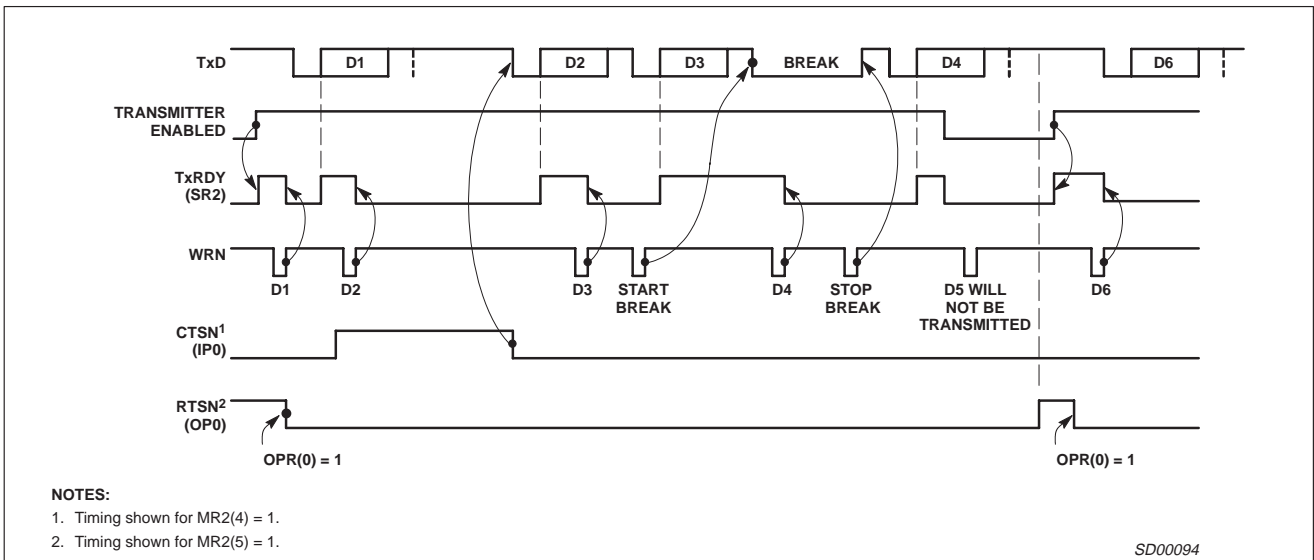 TxD D1 D2 D3 BREAK D4 D6
TRANSMITTER
ENABLED
TxRDY
(SR2)
WRN
D1 D2 D3 START
BREAK D4 STOP
BREAK D5 WILL
NOT BE
TRANSMITTED D6
CTSN1
(IP0)
RTSN2
(OP0)
OPR(0) = 1 OPR(0) = 1
NOTES:
1. Timing shown for MR2(4) = 1.
2. Timing shown for MR2(5) = 1.
SD00094